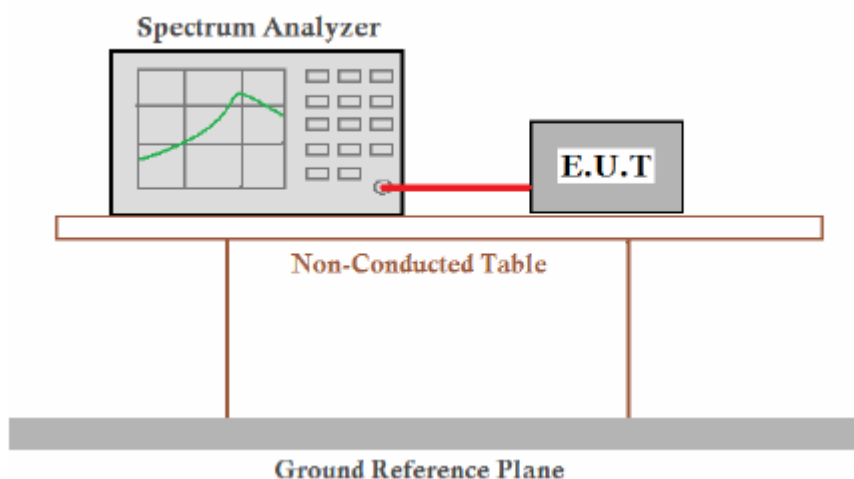 Spectrum Analyzer
E.U.T
Non-Conducted Table
Ground Reference Plane